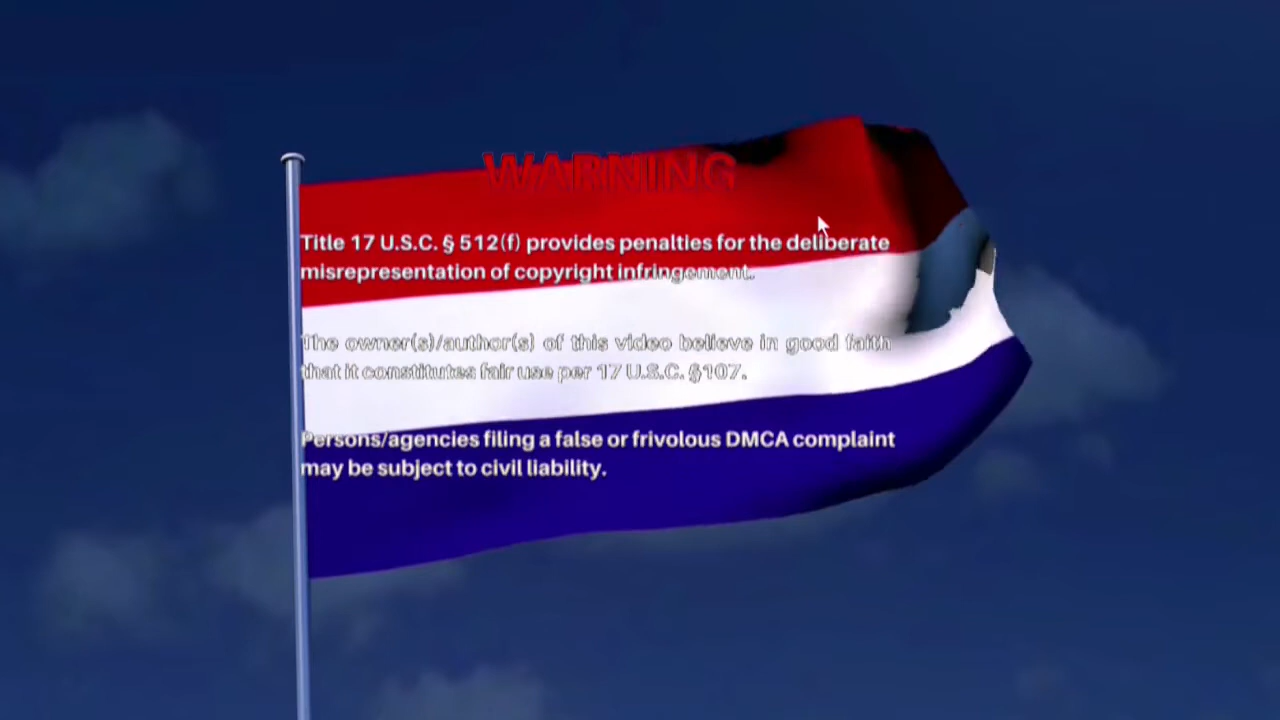 WARNING
Title 17 U.S.C. § 512(f) provides penalties for the deliberate
misrepresentation of copyright infringement.
The owner(s)/author(s) of this video believe in good faith
that it constitutes fair use per 17 U.S.C. §107.
Persons/agencies filing a false or frivolous DMCA complaint
may be subject to civil liability.